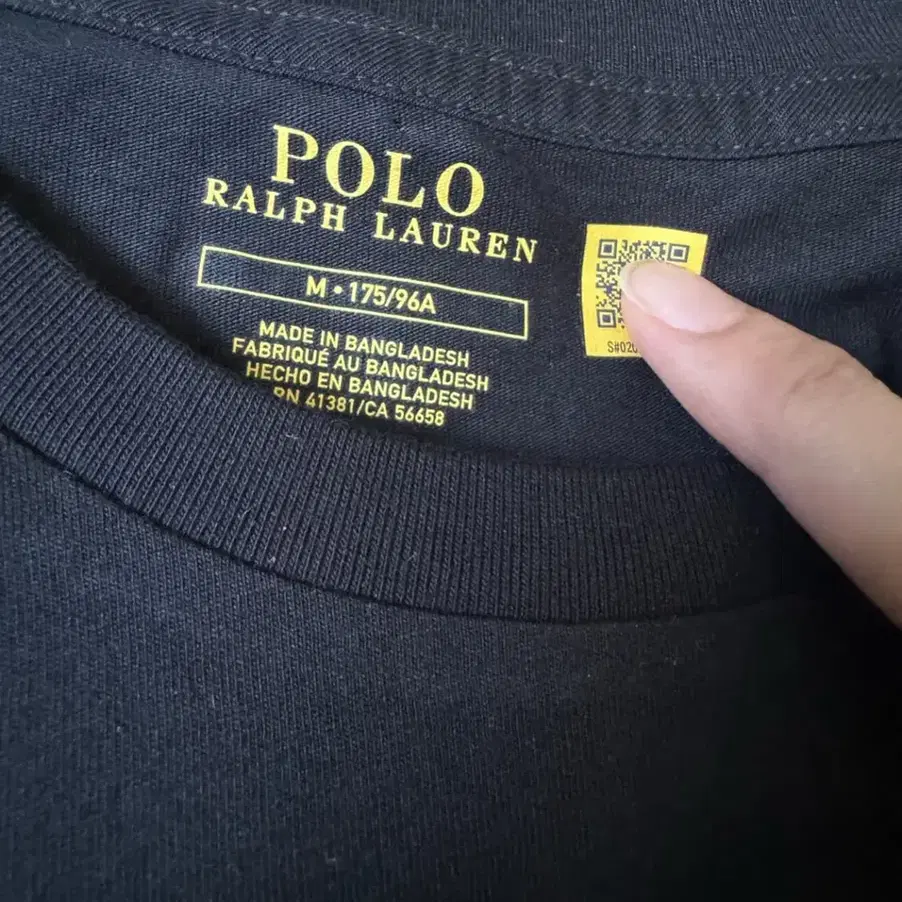 POLO
RALPH LAUREN
M • 175/96A
MADE IN BANGLADESH
FABRIQUÉ AU BANGLADESH
HECHO EN BANGLADESH
RN 41381/CA 56658